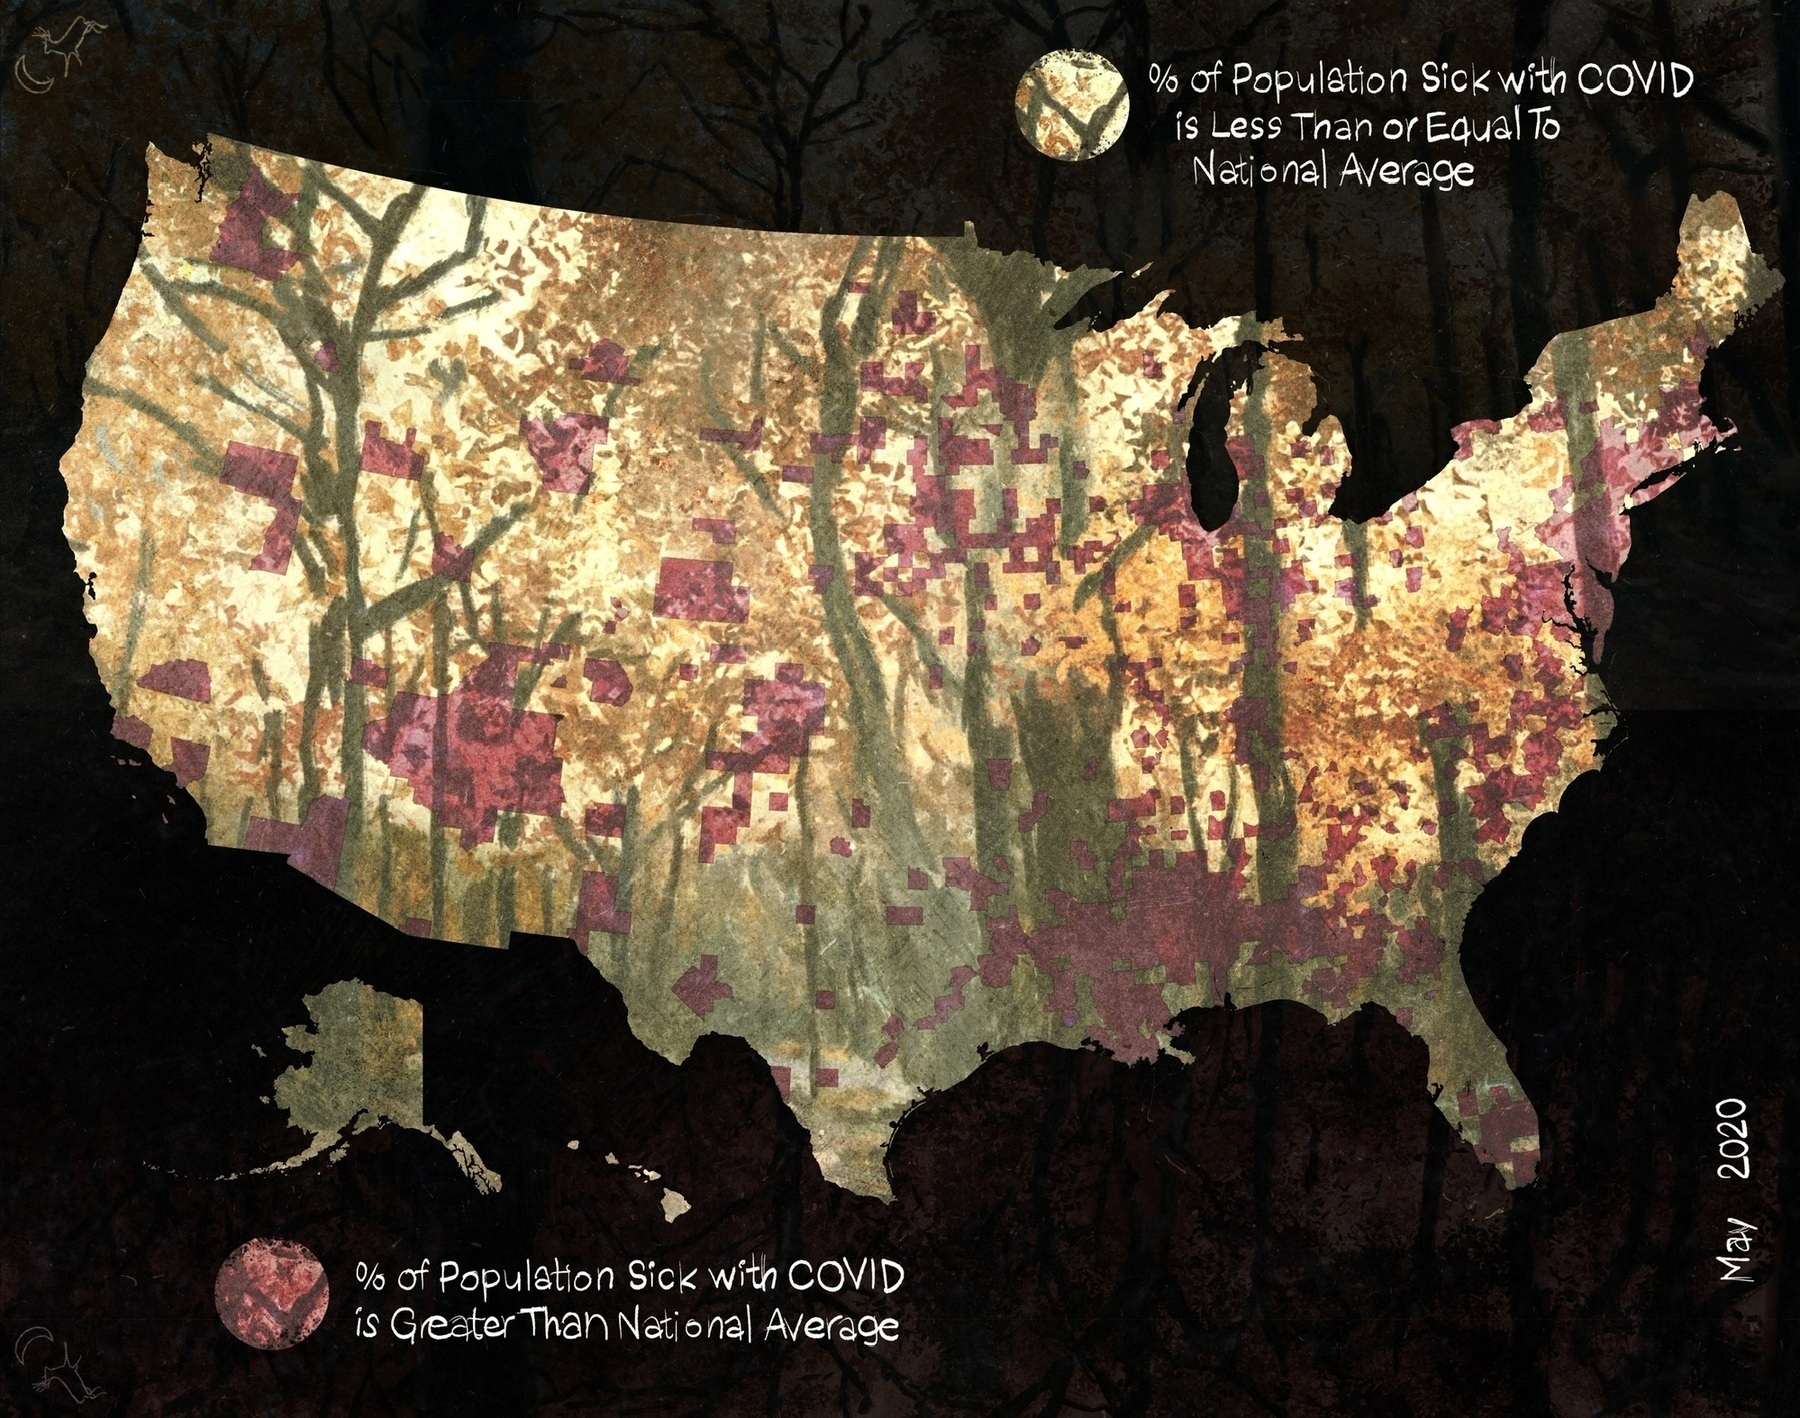 % of Population Sick with COVID
is Less Than or Equal To
National Average
May 2020
% of Population Sick with COVID
is Greater Than National Average